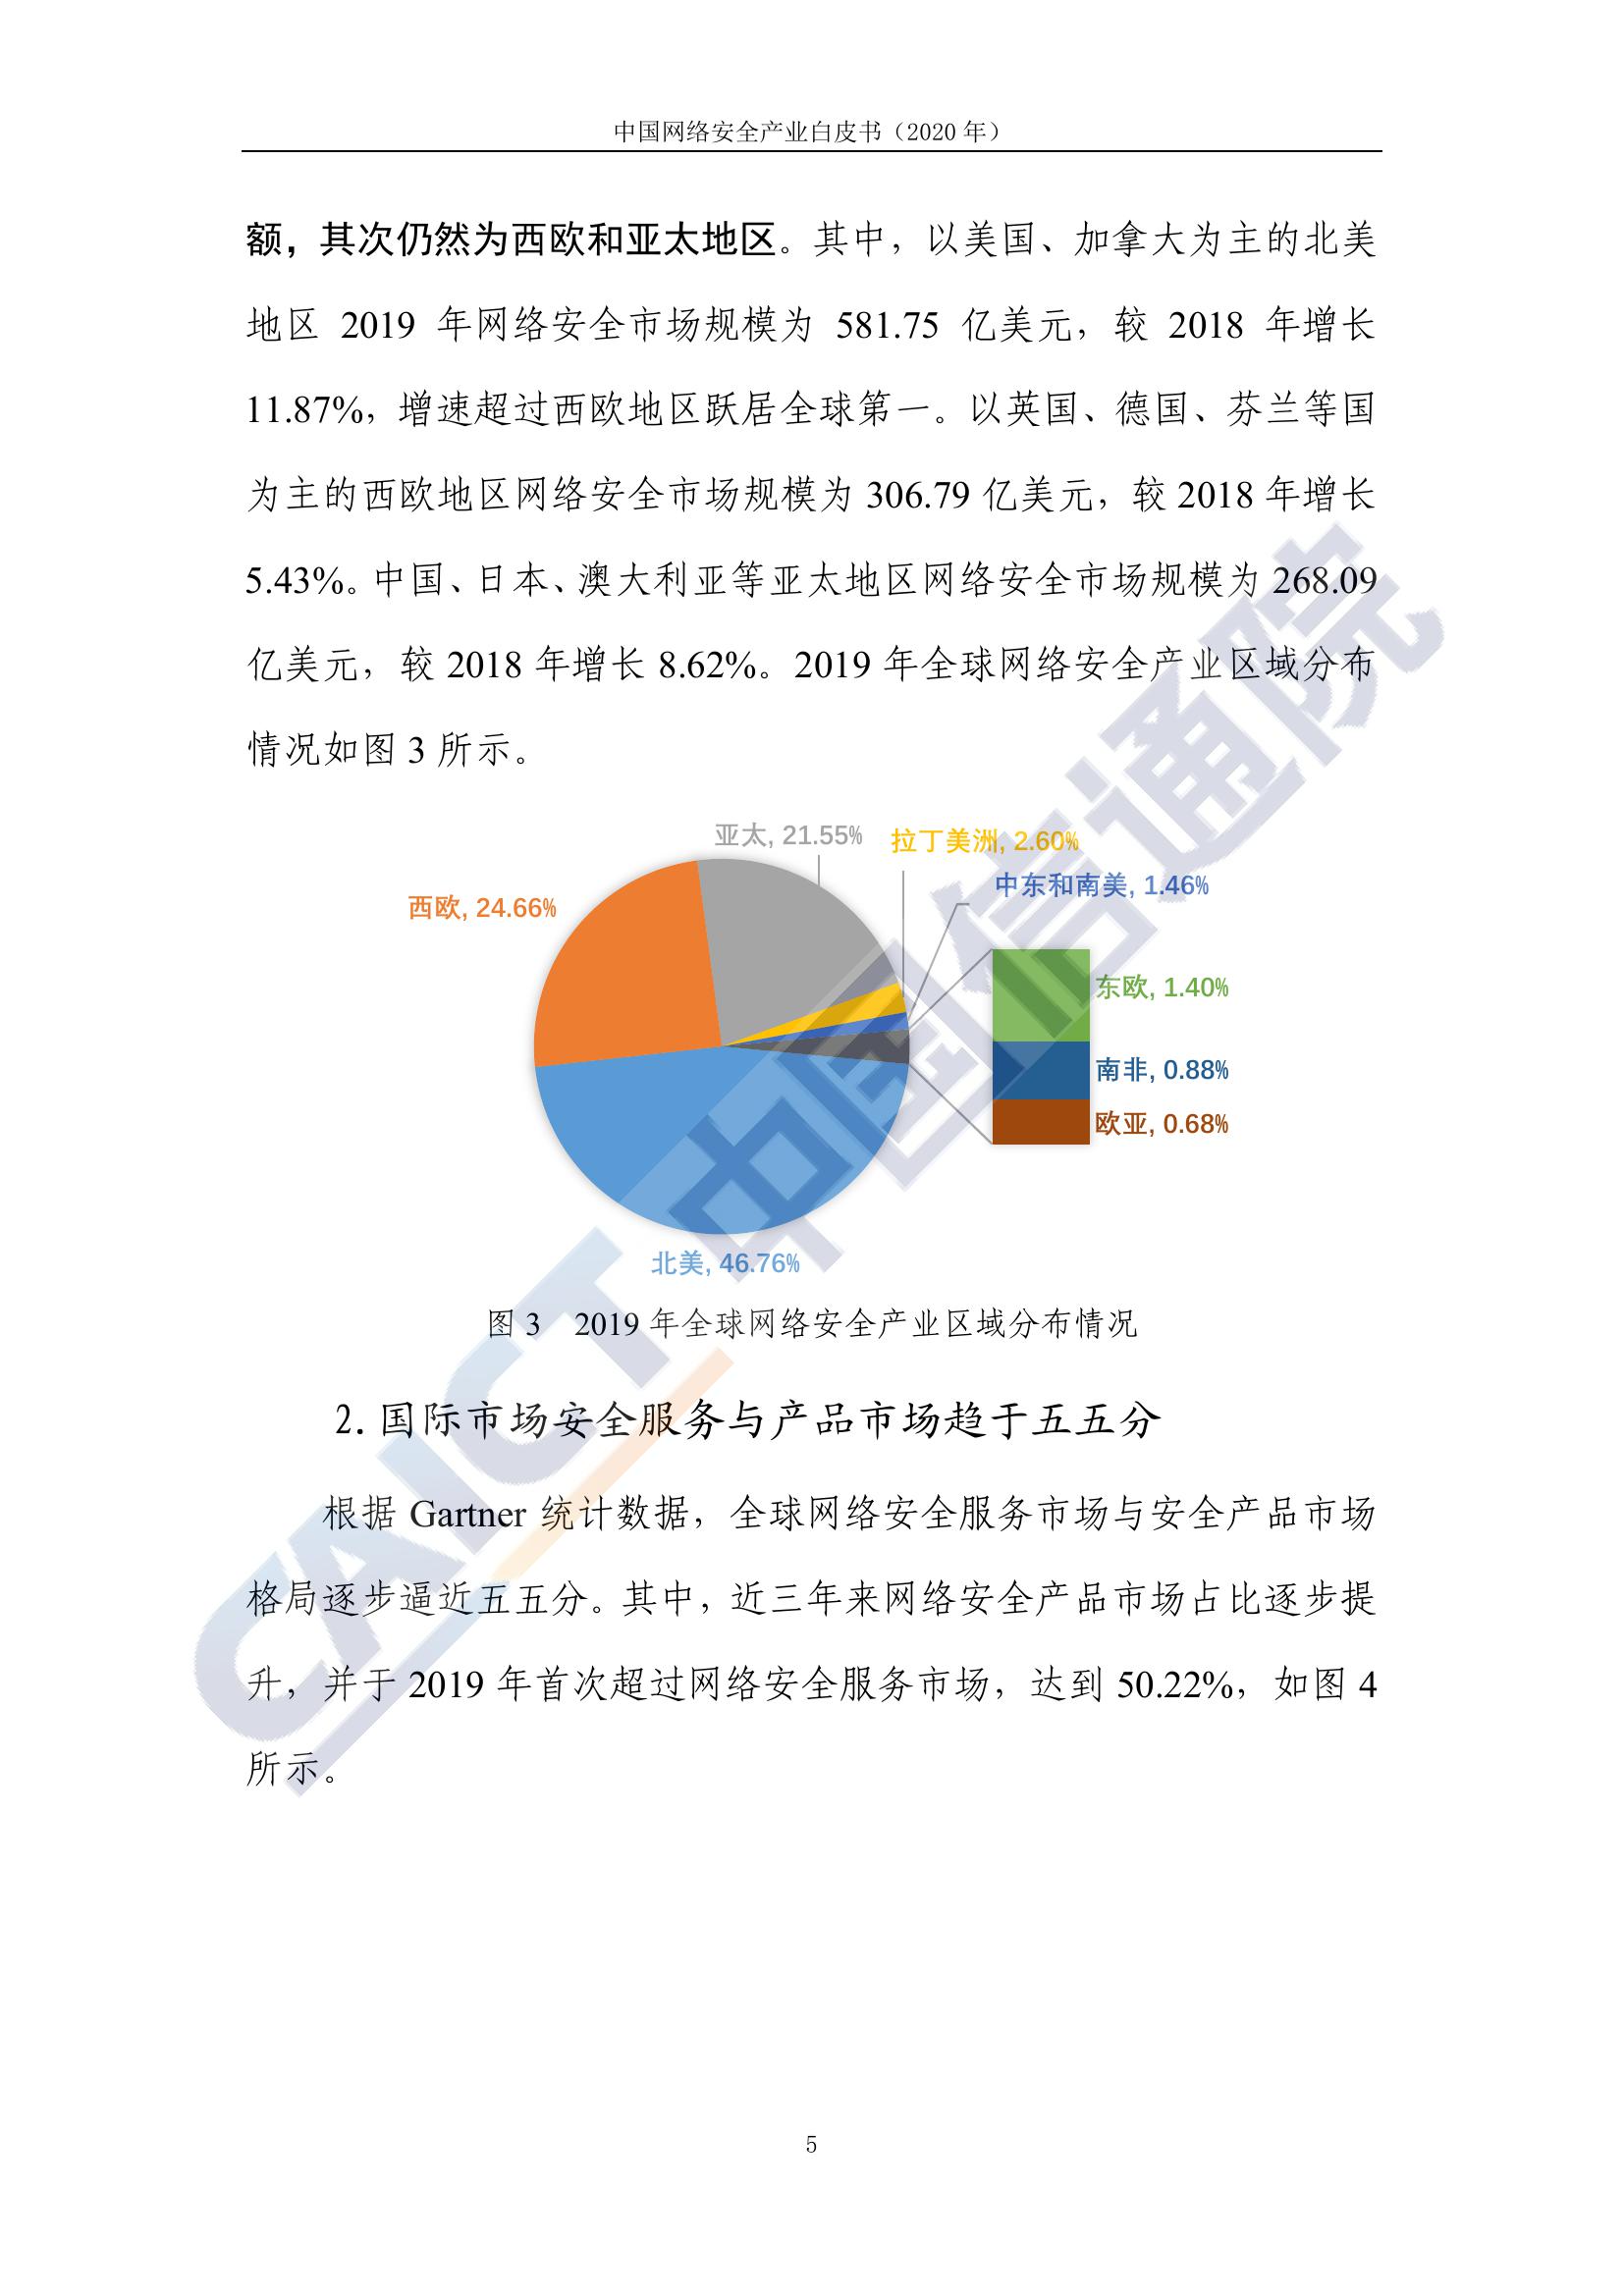 中国网络安全产业白皮书（2020 年）
额，其次仍然为西欧和亚太地区。其中，以美国、加拿大为主的北美
地区 2019 年网络安全市场规模为 581.75 亿美元，较 2018 年增长
11.87%，增速超过西欧地区跃居全球第一。以英国、德国、芬兰等国
为主的西欧地区网络安全市场规模为 306.79 亿美元，较 2018 年增长
5.43%。中国、日本、澳大利亚等亚太地区网络安全市场规模为 268.09
亿美元，较 2018 年增长 8.62%。2019 年全球网络安全产业区域分布
情况如图 3 所示。
亚太, 21.55%
拉丁美洲, 2.60%
中东和南美, 1.46%
西欧, 24.66%
东欧, 1.40%
南非, 0.88%
欧亚, 0.68%
北美, 46.76%
图 3 2019 年全球网络安全产业区域分布情况
2.国际市场安全服务与产品市场趋于五五分
根据 Gartner 统计数据，全球网络安全服务市场与安全产品市场
格局逐步逼近五五分。其中，近三年来网络安全产品市场占比逐步提
升，并于 2019 年首次超过网络安全服务市场，达到 50.22%，如图 4
所示。
CAICT 中国信通院
5